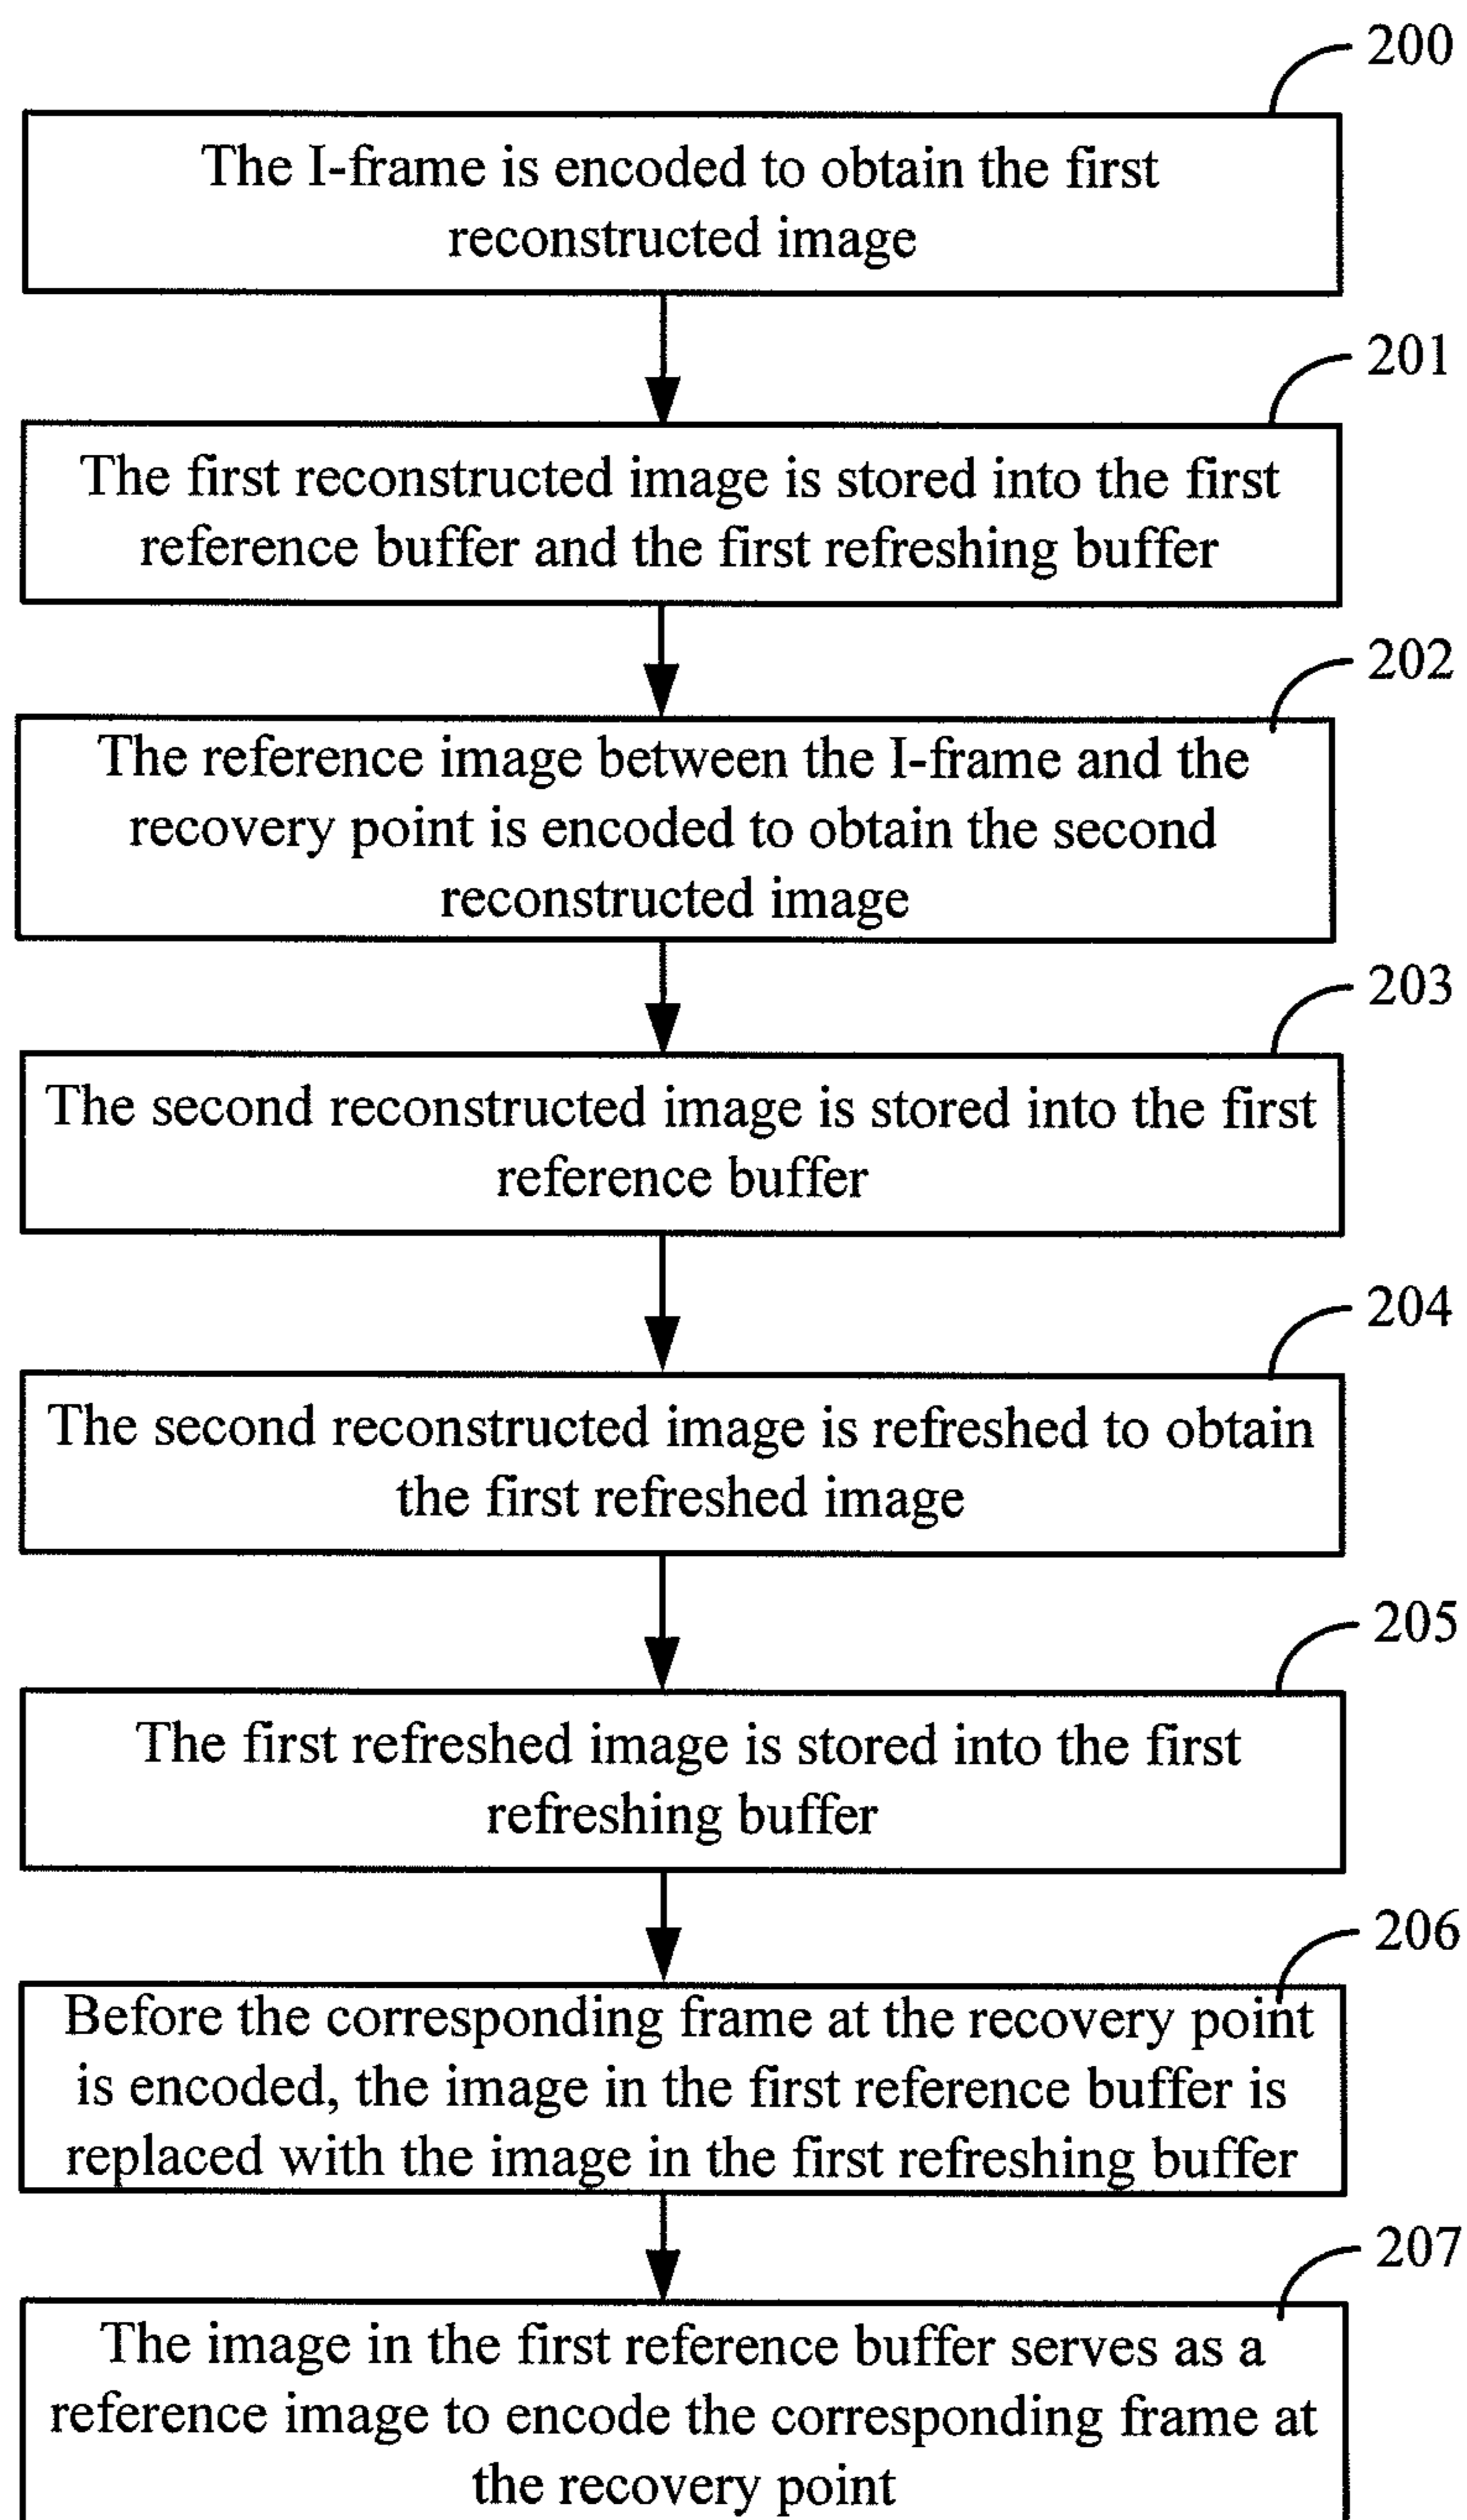 200
The I-frame is encoded to obtain the first
reconstructed image
201
The first reconstructed image is stored into the first
reference buffer and the first refreshing buffer
202
The reference image between the I-frame and the
recovery point is encoded to obtain the second
reconstructed image
203
The second reconstructed image is stored into the first
reference buffer
204
The second reconstructed image is refreshed to obtain
the first refreshed image
205
The first refreshed image is stored into the first
refreshing buffer
206
Before the corresponding frame at the recovery point
is encoded, the image in the first reference buffer is
replaced with the image in the first refreshing buffer
207
The image in the first reference buffer serves as a
reference image to encode the corresponding frame at
the recovery point